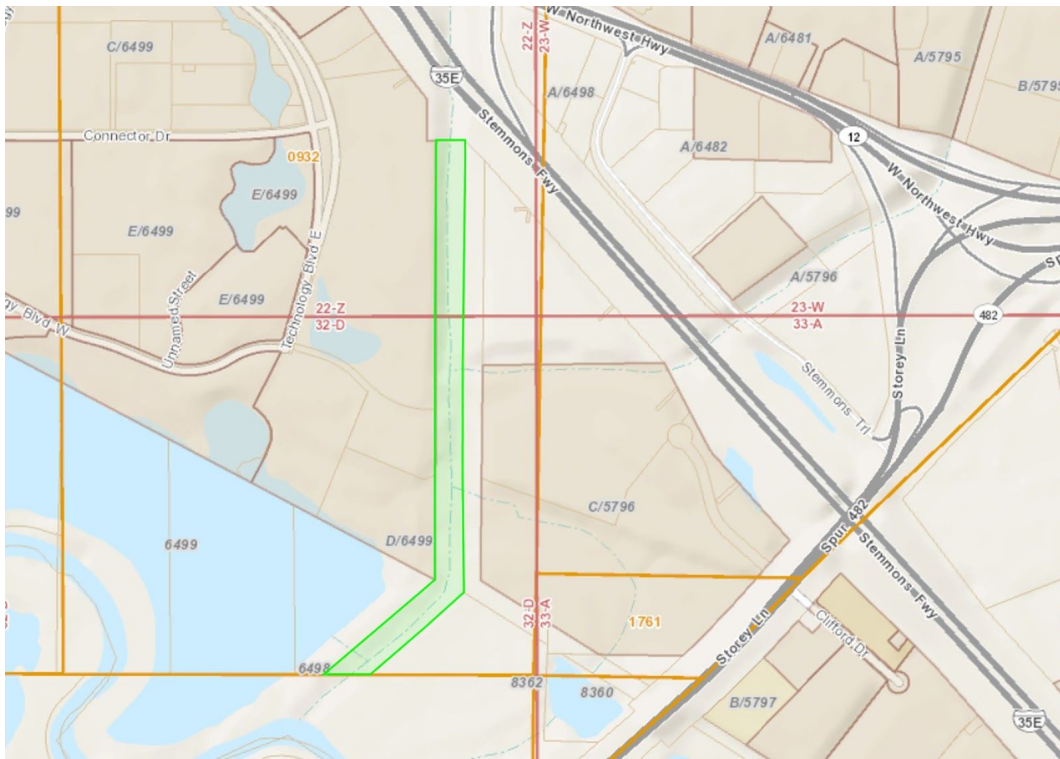 C/6499
35E
Stemmons Fwy
22-Z
23-W
W Northwest Hwy
A/6481
A/5795
A/6498
A/6482
12
W Northwest Hwy
Connector Dr
0932
E/6499
99
E/6499
E/6499
Unnamed Street
Technology Blvd E
A/5796
482
22-Z
32-D
23-W
33-A
Storey Ln
Stemmons Trl
Blvd W
C/5796
D/6499
6499
Spur 482
Stemmons Fwy
32-D
33-A
1761
Storey Ln
Clifford Dr
6498
8362
8360
B/5797
35E